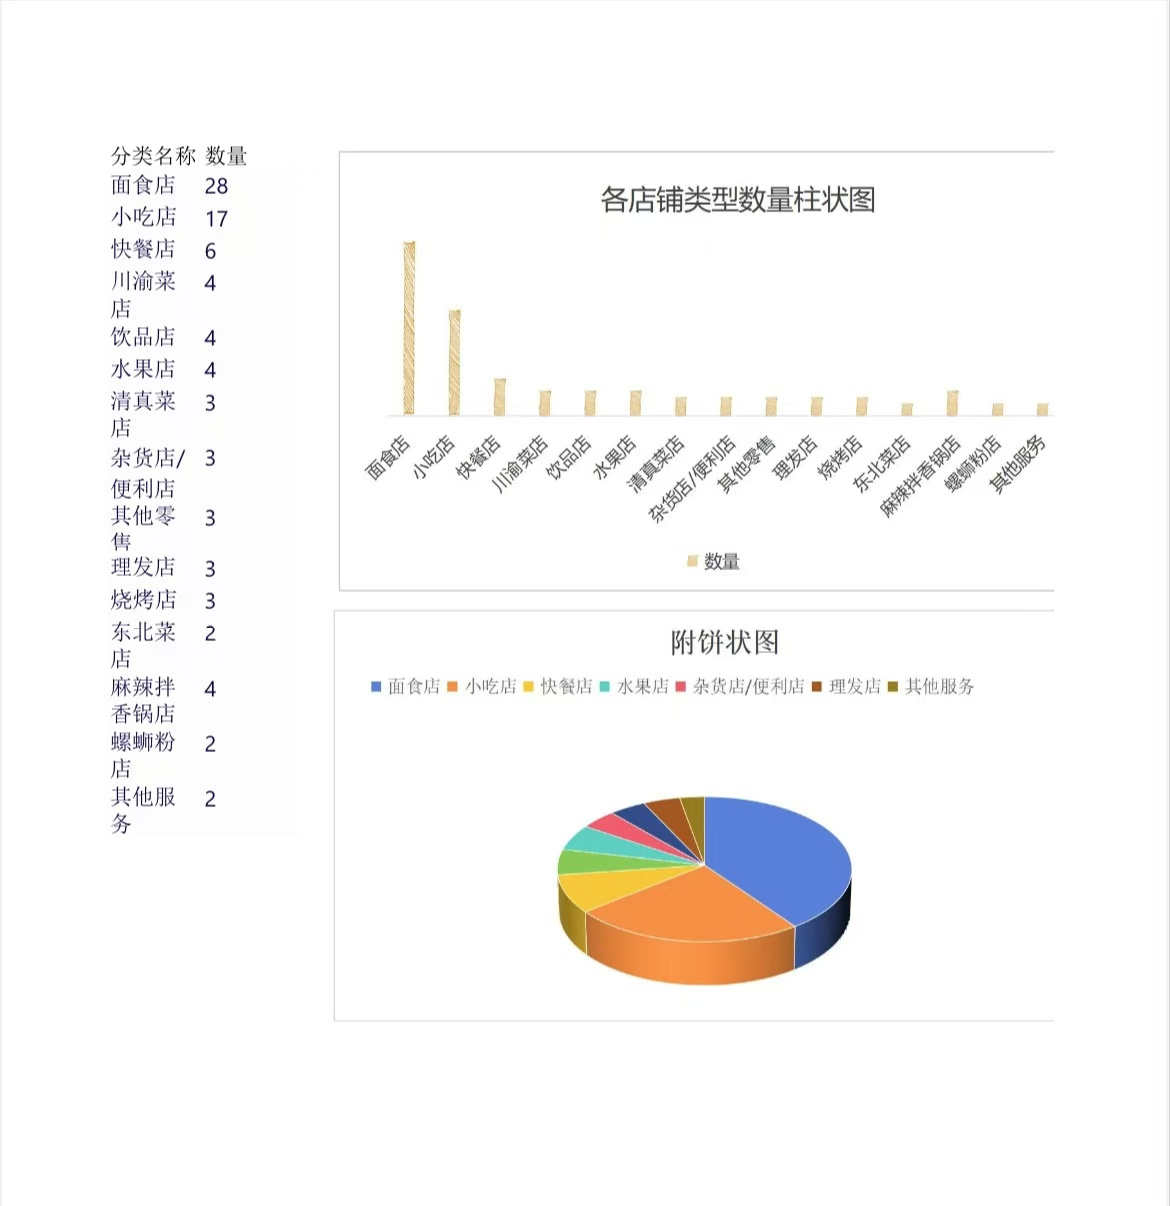 分类名称 数量
面食店 28
小吃店 17
快餐店 6
川渝菜 4
店
饮品店 4
水果店 4
清真菜 3
店
杂货店/ 3
便利店
其他零 3
售
理发店 3
烧烤店 3
东北菜 2
店
麻辣拌 4
香锅店
螺蛳粉 2
店
其他服 2
务
各店铺类型数量柱状图
面食店
小吃店
快餐店
川渝菜店
饮品店
水果店
清真菜店
杂货店/便利店
其他零售
理发店
烧烤店
东北菜店
麻辣拌香锅店
螺蛳粉店
其他服务
数量
附饼状图
面食店 小吃店 快餐店 水果店 杂货店/便利店 理发店 其他服务